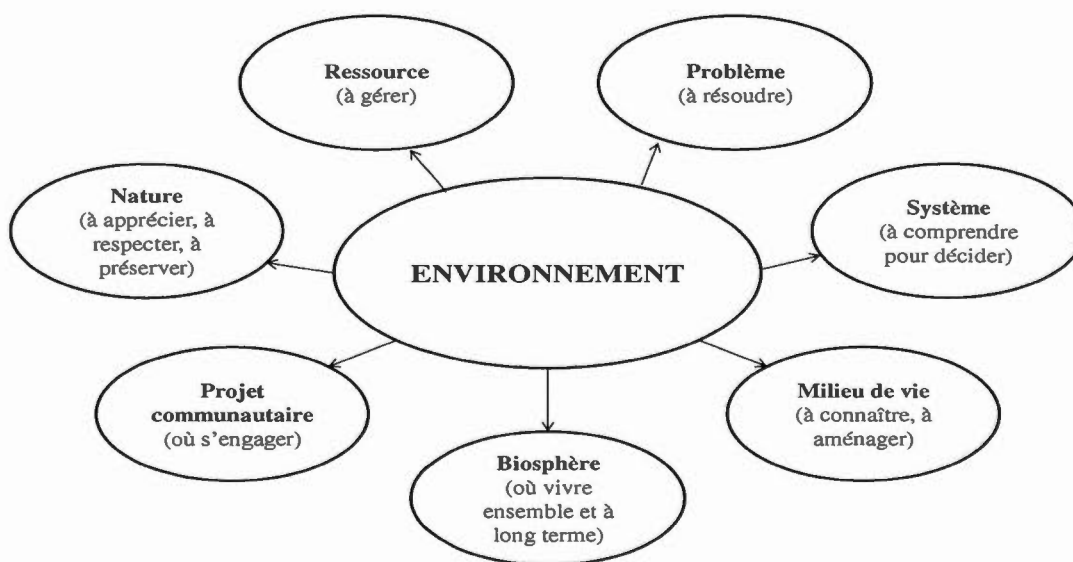 Ressource
(à gérer)
Problème
(à résoudre)
Nature
(à apprécier, à
respecter, à
préserver)
ENVIRONNEMENT
Système
(à comprendre
pour décider)
Projet
communautaire
(où s'engager)
Biosphère
(où vivre
ensemble et à
long terme)
Milieu de vie
(à connaître, à
aménager)